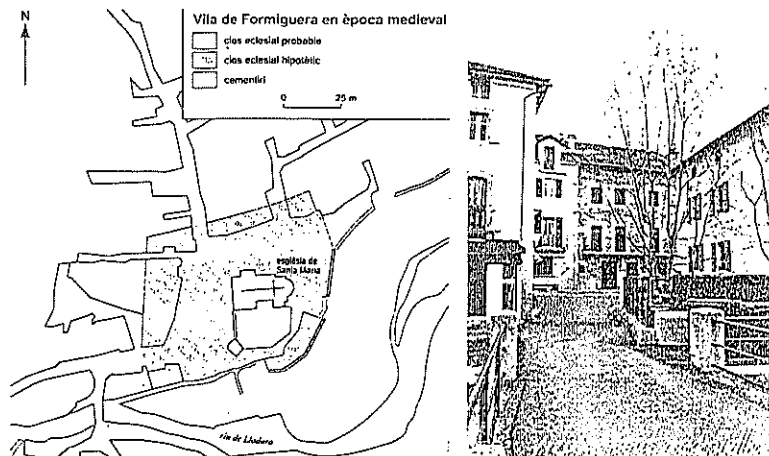 N
Vila de Formiguera en època medieval
clos eclesial probable
clos eclesial hipotètic
cementiri
0 25 m
església de
Santa Maria
riu de Lladura